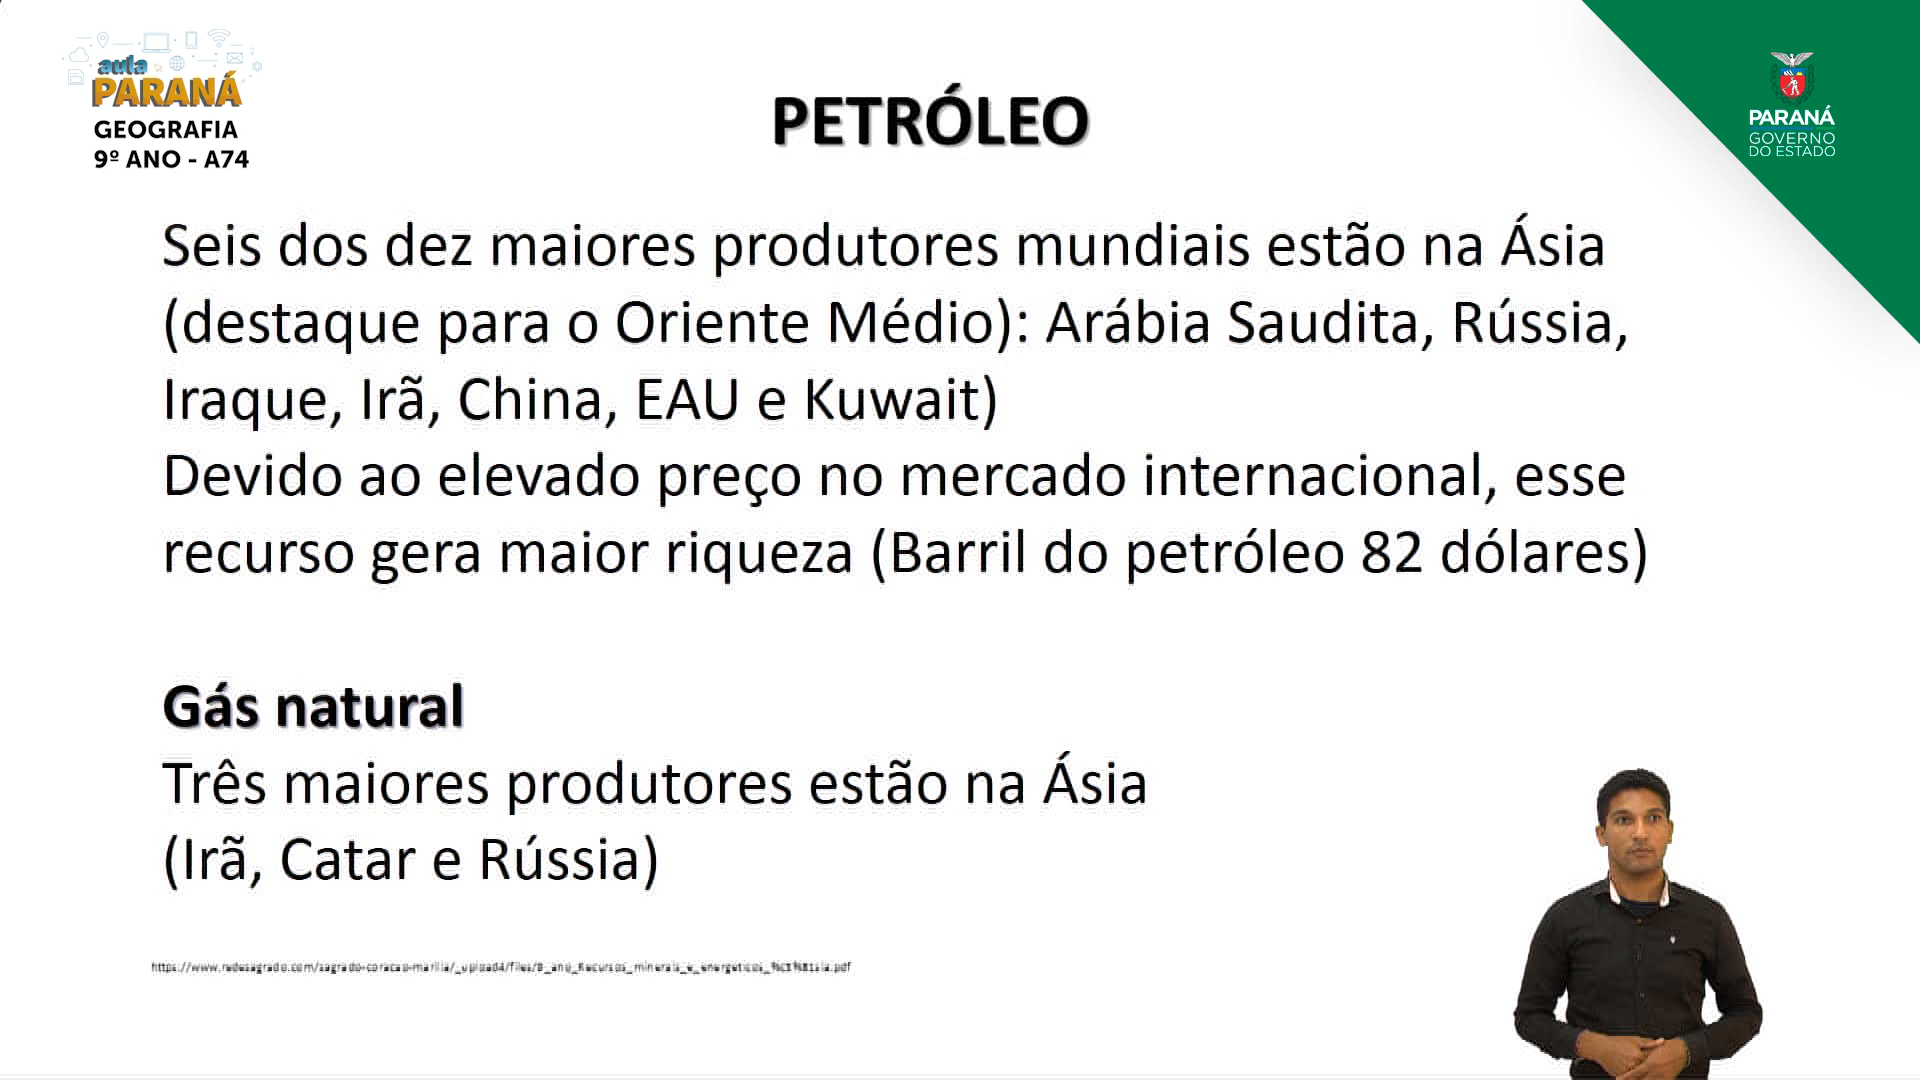 aula
PARANÁ
GEOGRAFIA
9º ANO - A74
PETRÓLEO
PARANÁ
GOVERNO
DO ESTADO
Seis dos dez maiores produtores mundiais estão na Ásia
(destaque para o Oriente Médio): Arábia Saudita, Rússia,
Iraque, Irã, China, EAU e Kuwait)
Devido ao elevado preço no mercado internacional, esse
recurso gera maior riqueza (Barril do petróleo 82 dólares)
Gás natural
Três maiores produtores estão na Ásia
(Irã, Catar e Rússia)